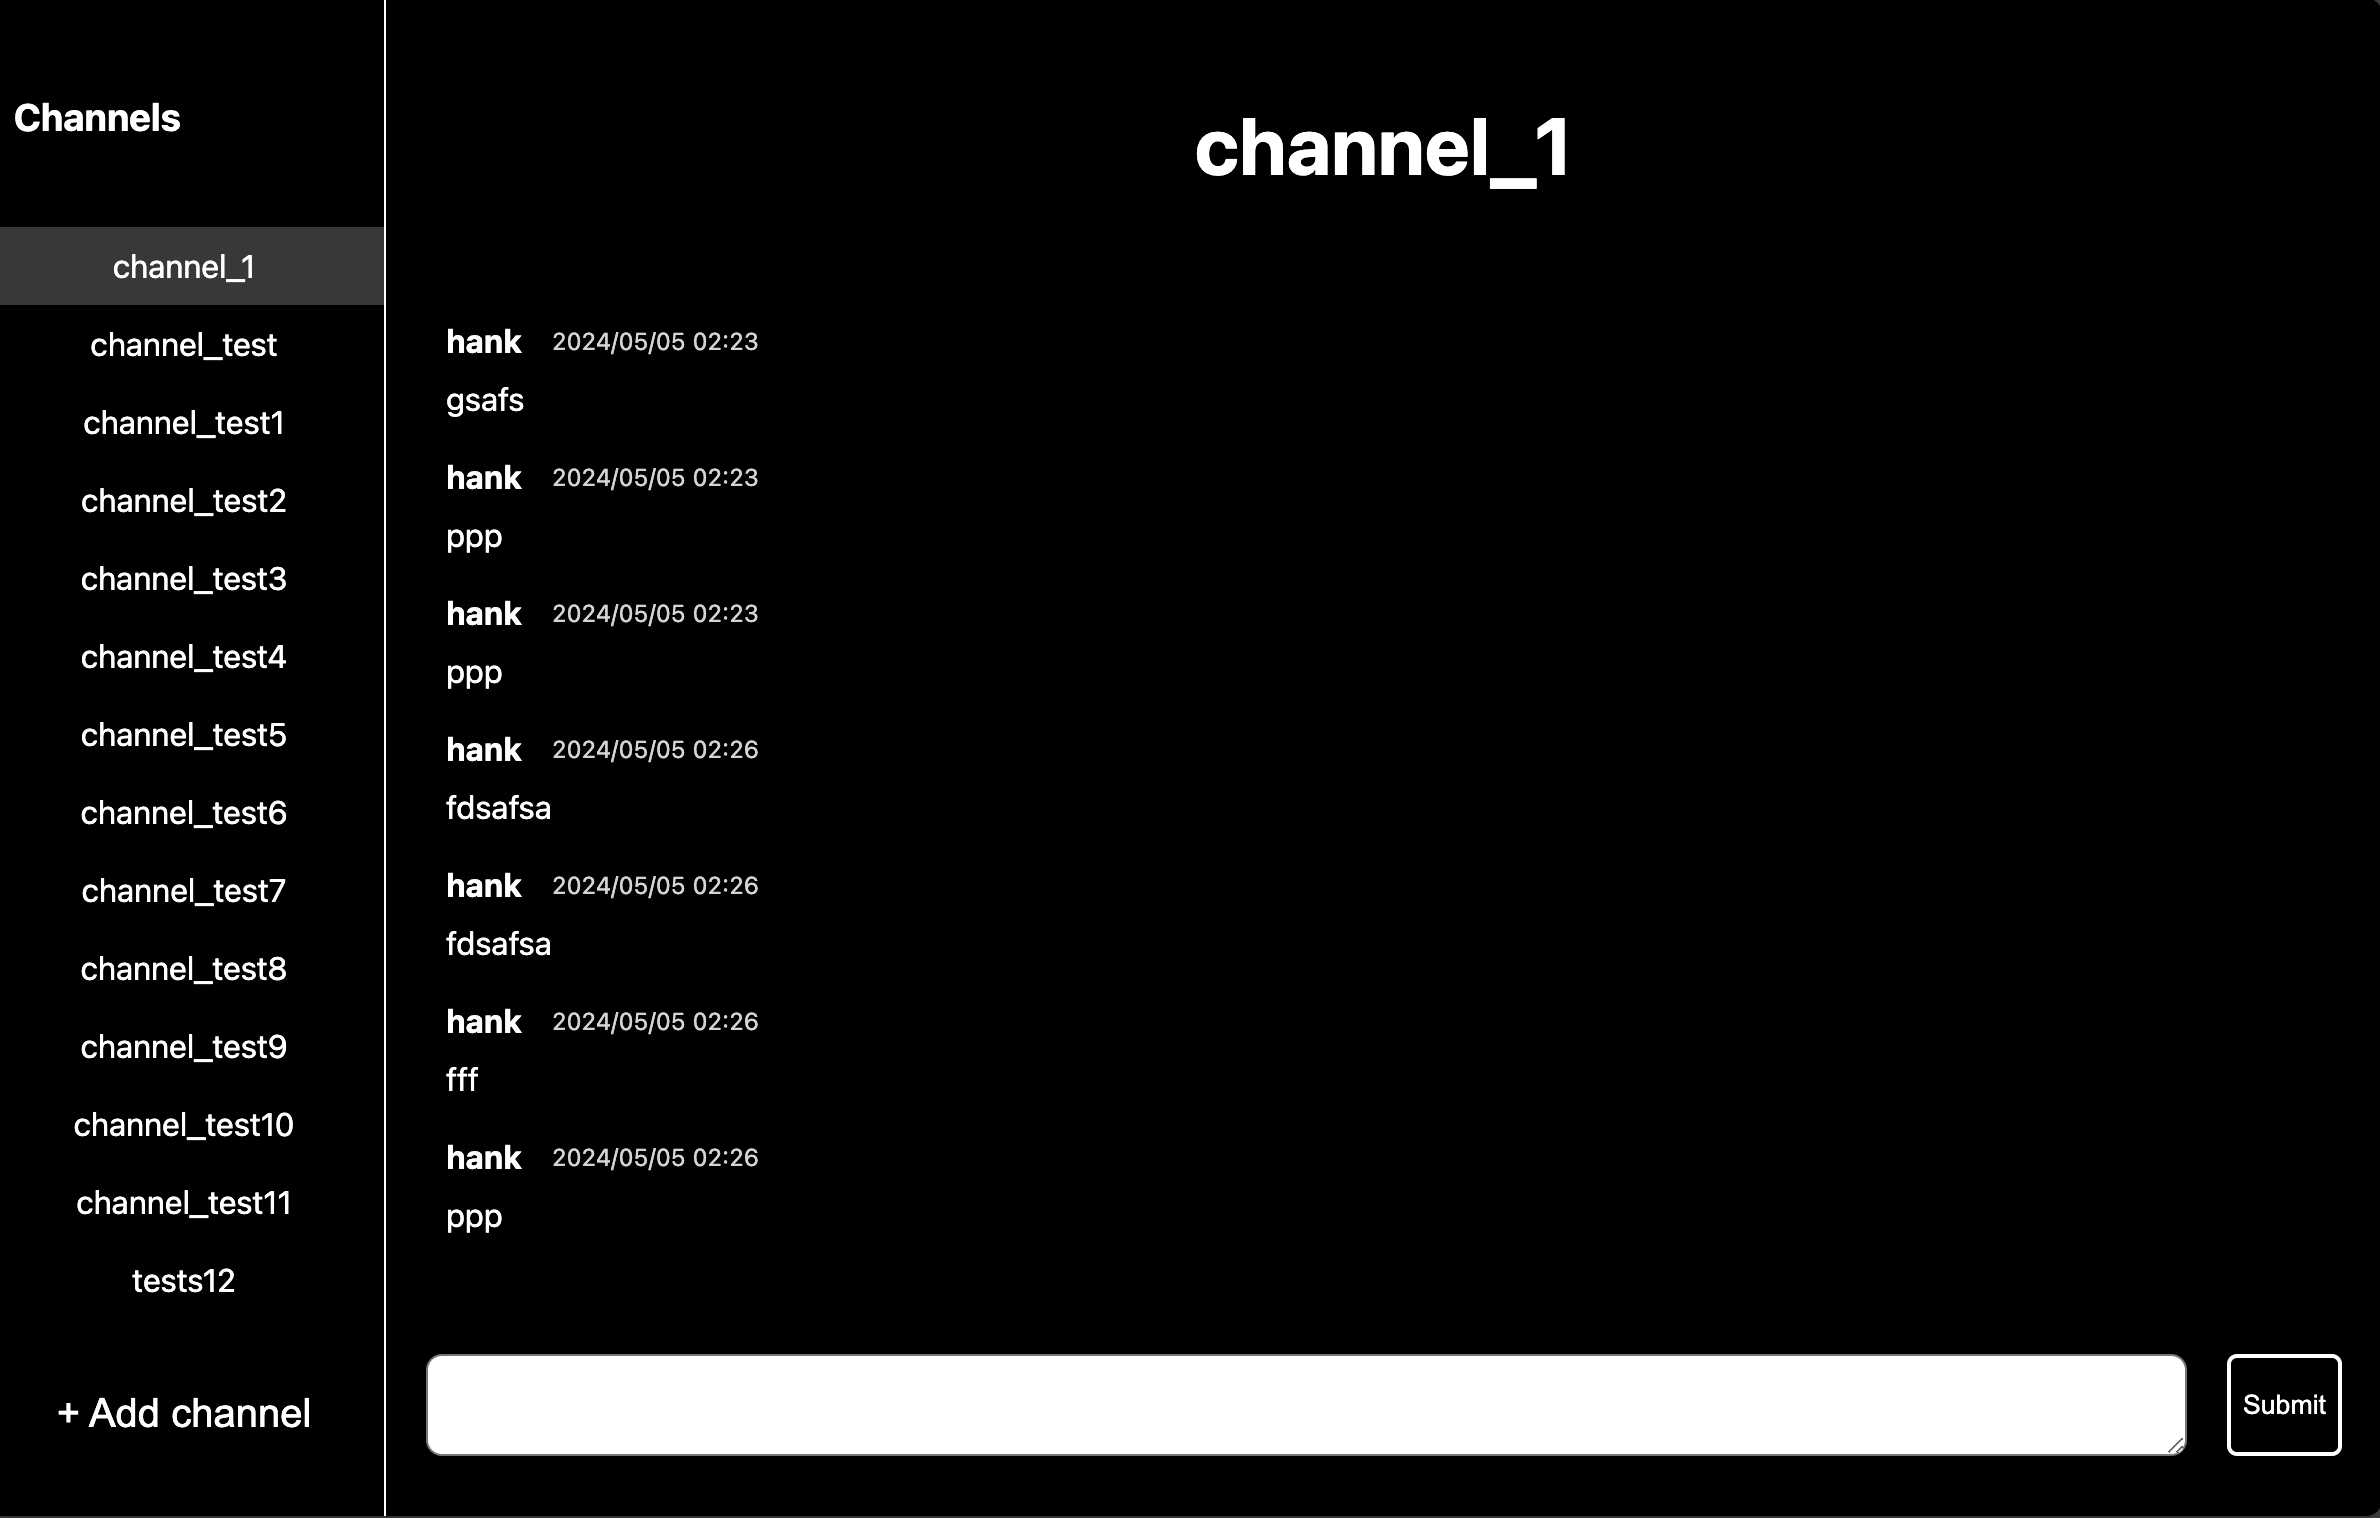 Channels
channel_1
channel_test
channel_test1
channel_test2
channel_test3
channel_test4
channel_test5
channel_test6
channel_test7
channel_test8
channel_test9
channel_test10
channel_test11
tests12
+ Add channel
channel_1
hank 2024/05/05 02:23
gsafs
hank 2024/05/05 02:23
ppp
hank 2024/05/05 02:23
ppp
hank 2024/05/05 02:26
fdsafsa
hank 2024/05/05 02:26
fdsafsa
hank 2024/05/05 02:26
fff
hank 2024/05/05 02:26
ppp
Submit